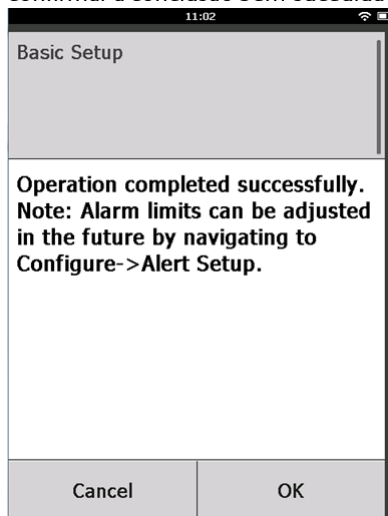 11:02
Basic Setup
Operation completed successfully.
Note: Alarm limits can be adjusted
in the future by navigating to
Configure->Alert Setup.
Cancel OK